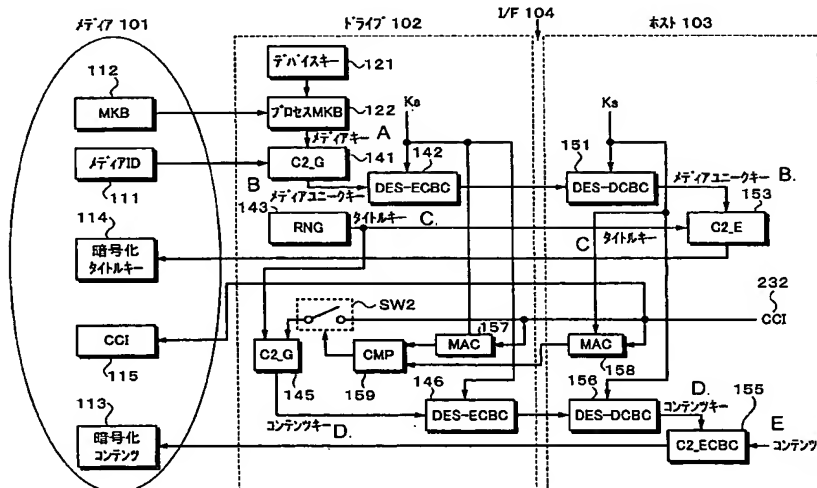 メディア 101
ドライブ 102
I/F 104
ホスト 103
デバイスキー
121
112
MKB
プロセスMKB
122
Ks
Ks
メディアキー
A
メディアID
111
C2_G
141
142
DES-ECBC
151
DES-DCBC
メディアユニークキー
B.
B
メディアユニークキー
143
RNG
タイトルキー
C.
153
C2_E
C
タイトルキー
114
暗号化
タイトルキー
SW2
232
CCI
CCI
115
C2_G
145
CMP
159
MAC
157
MAC
158
146
DES-ECBC
156
DES-DCBC
D.
コンテンツキー
155
コンテンツキー
D.
113
暗号化
コンテンツ
C2_ECBC
E
コンテンツ